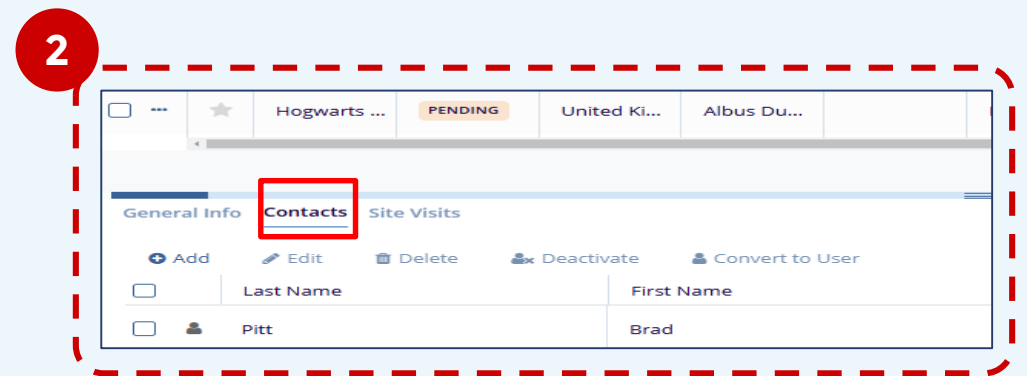 2
••• Hogwarts ... PENDING United Ki... Albus Du...
General Info Contacts Site Visits
Add Edit Delete Deactivate Convert to User
Last Name First Name
Pitt Brad